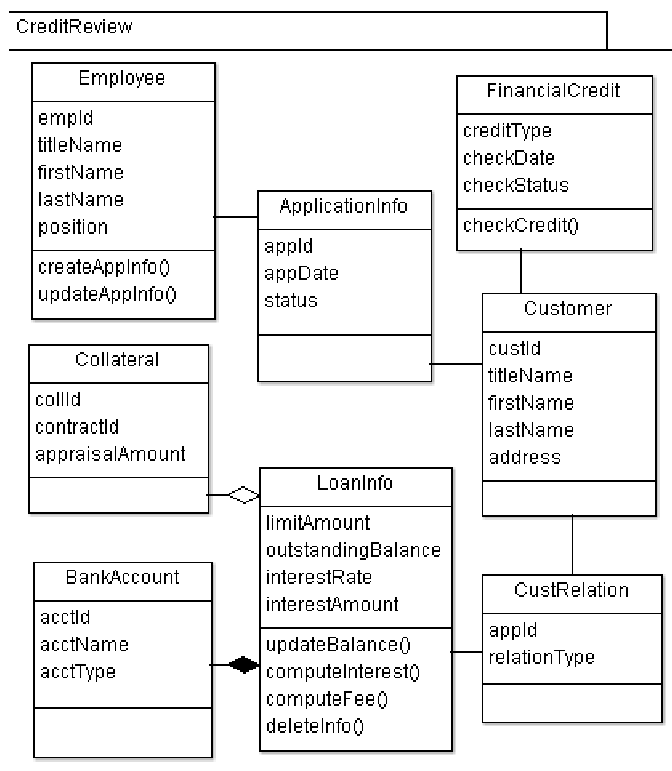 CreditReview
Employee
empId
titleName
firstName
lastName
position
createAppInfo()
updateAppInfo()
FinancialCredit
creditType
checkDate
checkStatus
checkCredit()
ApplicationInfo
appId
appDate
status
Customer
custId
titleName
firstName
lastName
address
Collateral
collId
contractId
appraisalAmount
LoanInfo
limitAmount
outstandingBalance
interestRate
interestAmount
updateBalance()
computeInterest()
computeFee()
deleteInfo()
BankAccount
acctId
acctName
acctType
CustRelation
appId
relationType